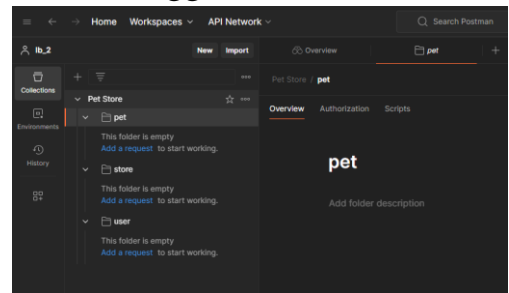 Home Workspaces API Network Search Postman
lb_2 New Import Overview pet
Collections
Environments
History
Pet Store
pet
This folder is empty
Add a request to start working.
store
This folder is empty
Add a request to start working.
user
This folder is empty
Add a request to start working.
Pet Store / pet
Overview Authorization Scripts
pet
Add folder description